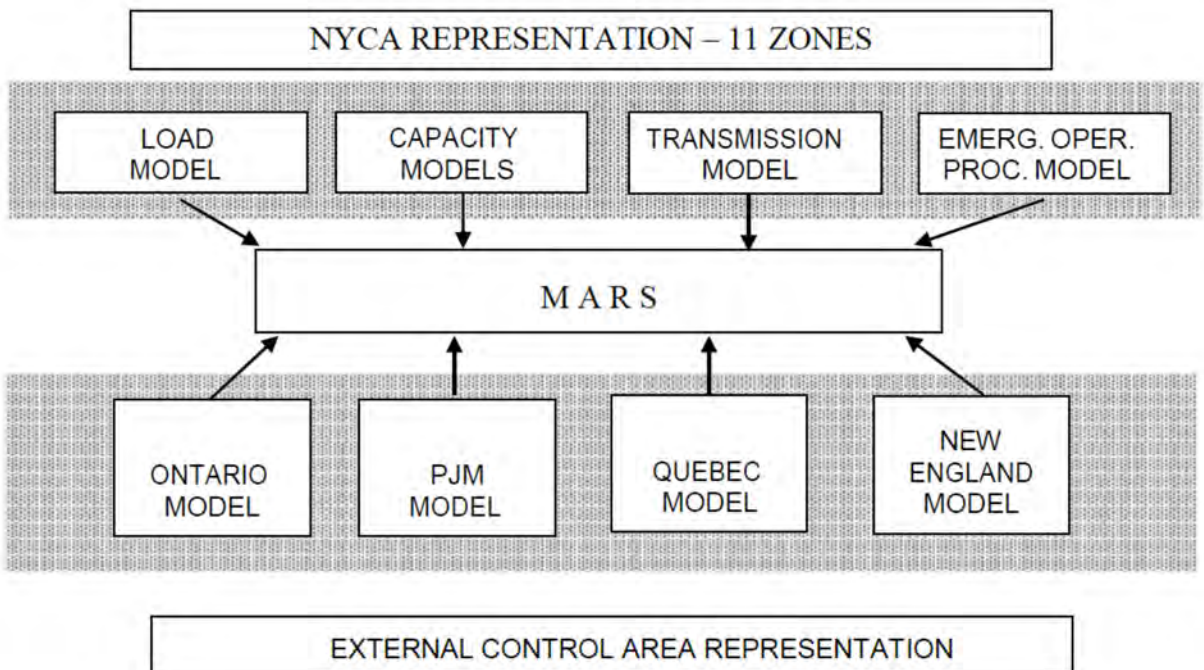 NYCA REPRESENTATION – 11 ZONES
LOAD
MODEL
CAPACITY
MODELS
TRANSMISSION
MODEL
EMERG. OPER.
PROC. MODEL
M A R S
ONTARIO
MODEL
PJM
MODEL
QUEBEC
MODEL
NEW
ENGLAND
MODEL
EXTERNAL CONTROL AREA REPRESENTATION